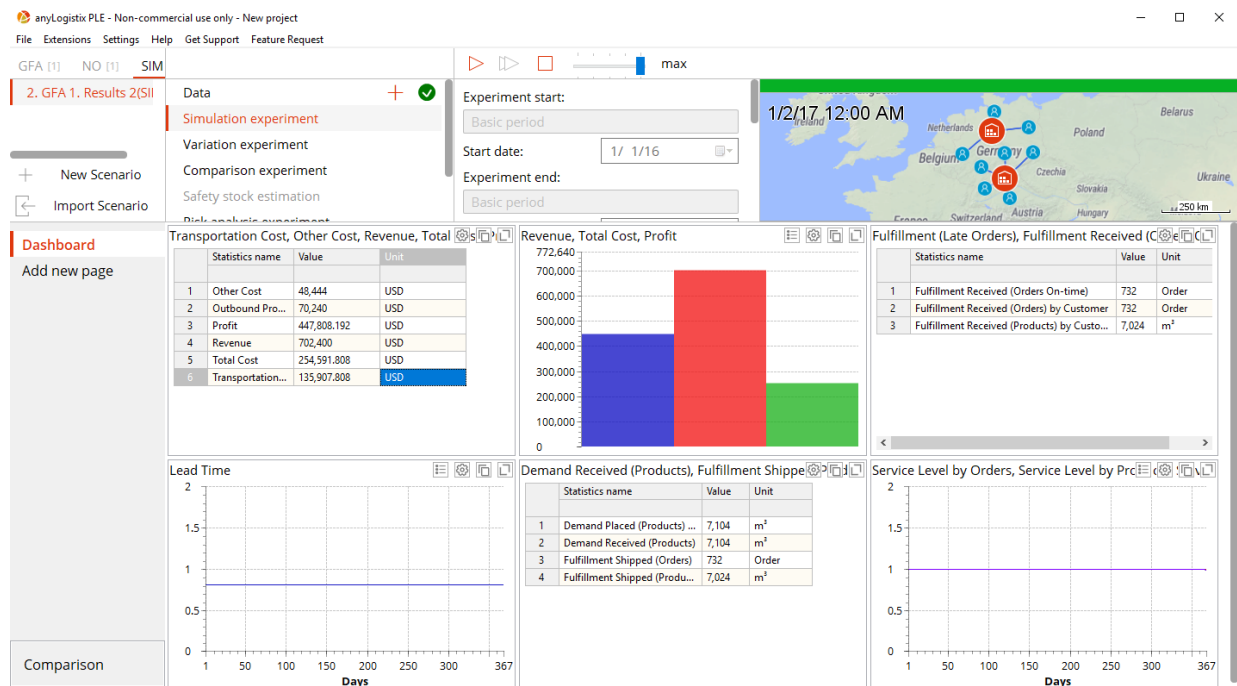 anyLogistix PLE - Non-commercial use only - New project
File Extensions Settings Help Get Support Feature Request
GFA [1] NO [1] SIM
max
2. GFA 1. Results 2(SII
Data
Simulation experiment
Variation experiment
Comparison experiment
Safety stock estimation
Risk analysis experiment
New Scenario
Import Scenario
Experiment start:
Basic period
Start date:
1/ 1/16
Experiment end:
Basic period
1/2/17 12:00 AM
Ireland
Netherlands
Belgium
Germany
Poland
Belarus
Czechia
Ukraine
Slovakia
Austria
Hungary
France
Switzerland
250 km
Dashboard
Add new page
Comparison
Transportation Cost, Other Cost, Revenue, Total
Statistics name Value Unit
1 Other Cost 48,444 USD
2 Outbound Pro... 70,240 USD
3 Profit 447,808.192 USD
4 Revenue 702,400 USD
5 Total Cost 254,591.808 USD
6 Transportation... 135,907.808 USD
Revenue, Total Cost, Profit
772,640
700,000
600,000
500,000
400,000
300,000
200,000
100,000
0
Fulfillment (Late Orders), Fulfillment Received (
Statistics name Value Unit
1 Fulfillment Received (Orders On-time) 732 Order
2 Fulfillment Received (Orders) by Customer 732 Order
3 Fulfillment Received (Products) by Custo... 7,024 m³
Lead Time
2
1.5
1
0.5
0
1 50 100 150 200 250 300 367
Days
Demand Received (Products), Fulfillment Shippe
Statistics name Value Unit
1 Demand Placed (Products) ... 7,104 m³
2 Demand Received (Products) 7,104 m³
3 Fulfillment Shipped (Orders) 732 Order
4 Fulfillment Shipped (Produ... 7,024 m³
Service Level by Orders, Service Level by Pr
2
1.5
1
0.5
0
1 50 100 150 200 250 300 367
Days